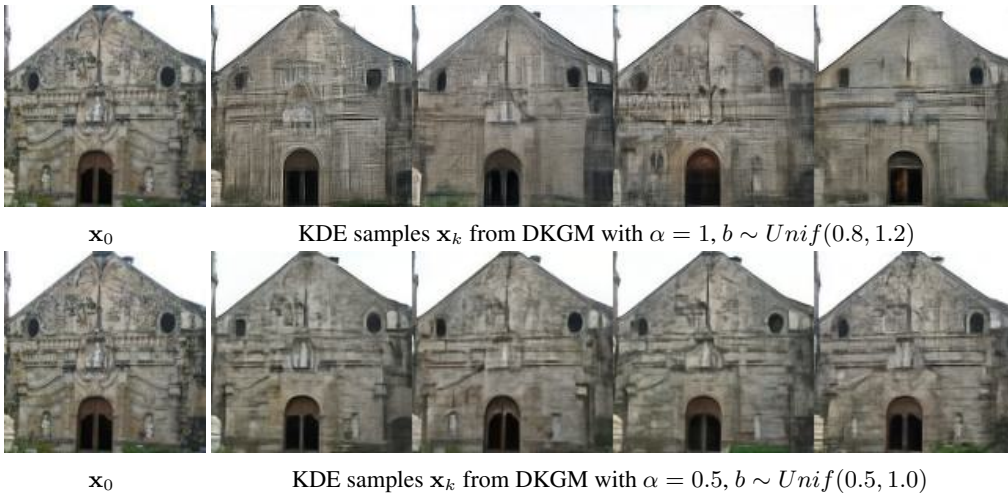 x₀ KDE samples xₖ from DKGM with α = 1, b ∼ Unif(0.8, 1.2)
x₀ KDE samples xₖ from DKGM with α = 0.5, b ∼ Unif(0.5, 1.0)